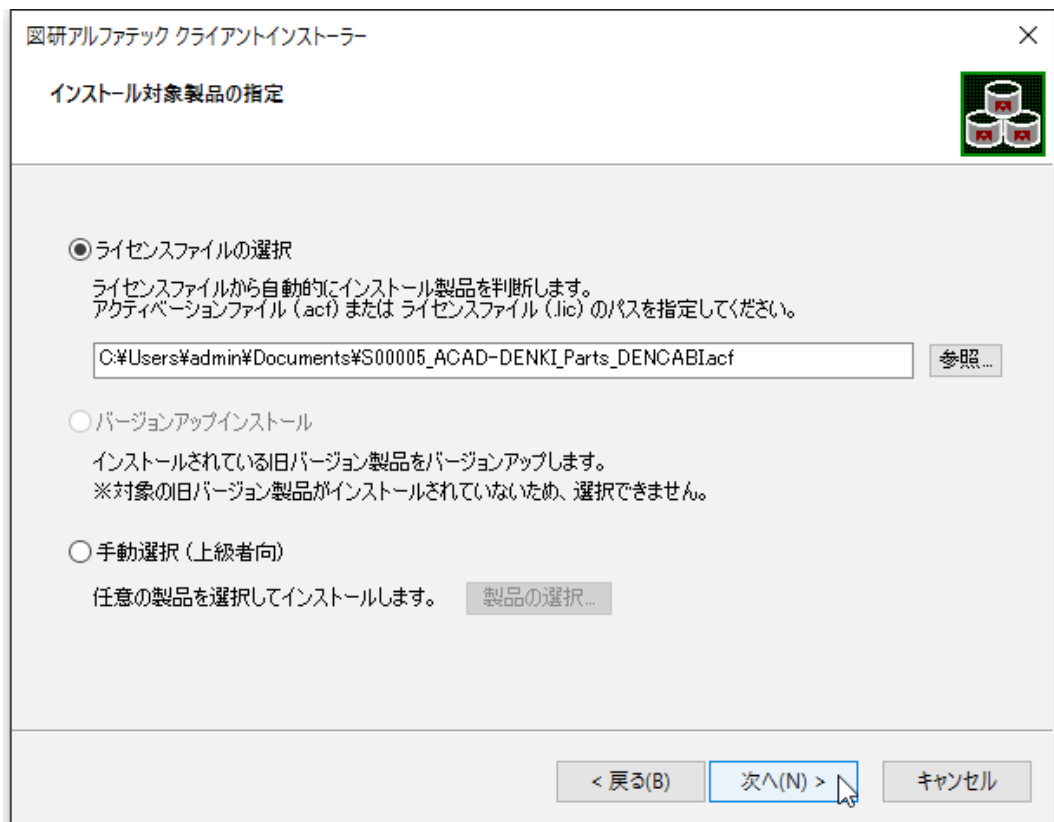 図研アルファテック クライアントインストーラー
インストール対象製品の指定
ライセンスファイルの選択
ライセンスファイルから自動的にインストール製品を判断します。
アクティベーションファイル (.acf) または ライセンスファイル (.lic) のパスを指定してください。
C:¥Users¥admin¥Documents¥S00005_ACAD-DENKI_Parts_DENCABI.acf
参照...
バージョンアップインストール
インストールされている旧バージョン製品をバージョンアップします。
※対象の旧バージョン製品がインストールされていないため、選択できません。
手動選択 (上級者向)
任意の製品を選択してインストールします。
製品の選択...
< 戻る(B)
次へ(N) >
キャンセル